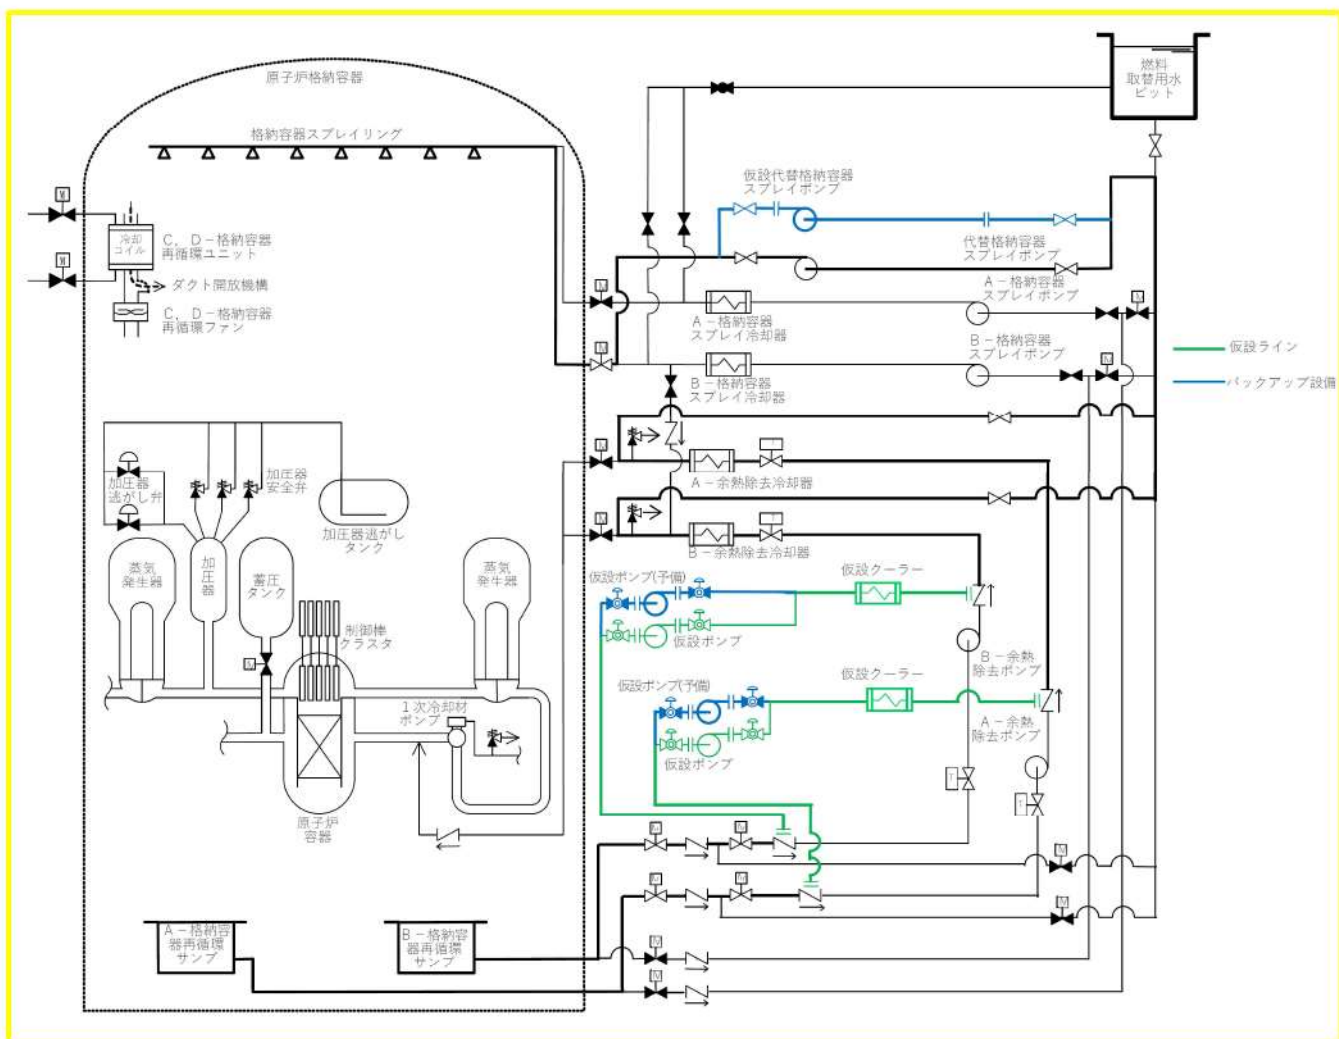 原子炉格納容器
燃料
取替用水
ピット
格納容器スプレイリング
仮設代替格納容器
スプレイポンプ
M
冷却
コイル
C，D－格納容器
再循環ユニット
代替格納容器
スプレイポンプ
M
ダクト開放機構
A－格納容器
スプレイポンプ
M
M
C，D－格納容器
再循環ファン
A－格納容器
スプレイ冷却器
B－格納容器
スプレイポンプ
M
M
仮設ライン
B－格納容器
スプレイ冷却器
バックアップ設備
加圧器
安全弁
加圧器
逃がし弁
M
A－余熱除去冷却器
加圧器逃がし
タンク
M
B－余熱除去冷却器
蒸気
発生器
加
圧
器
蓄圧
タンク
蒸気
発生器
仮設ポンプ(予備)
仮設クーラー
制御棒
クラスタ
仮設ポンプ
M
B－余熱
除去ポンプ
仮設ポンプ(予備)
仮設クーラー
1次冷却材
ポンプ
A－余熱
除去ポンプ
仮設ポンプ
T
T
原子炉
容器
M
M
M
M
M
M
A－格納容
器再循環
サンプ
B－格納容
器再循環
サンプ
M
M